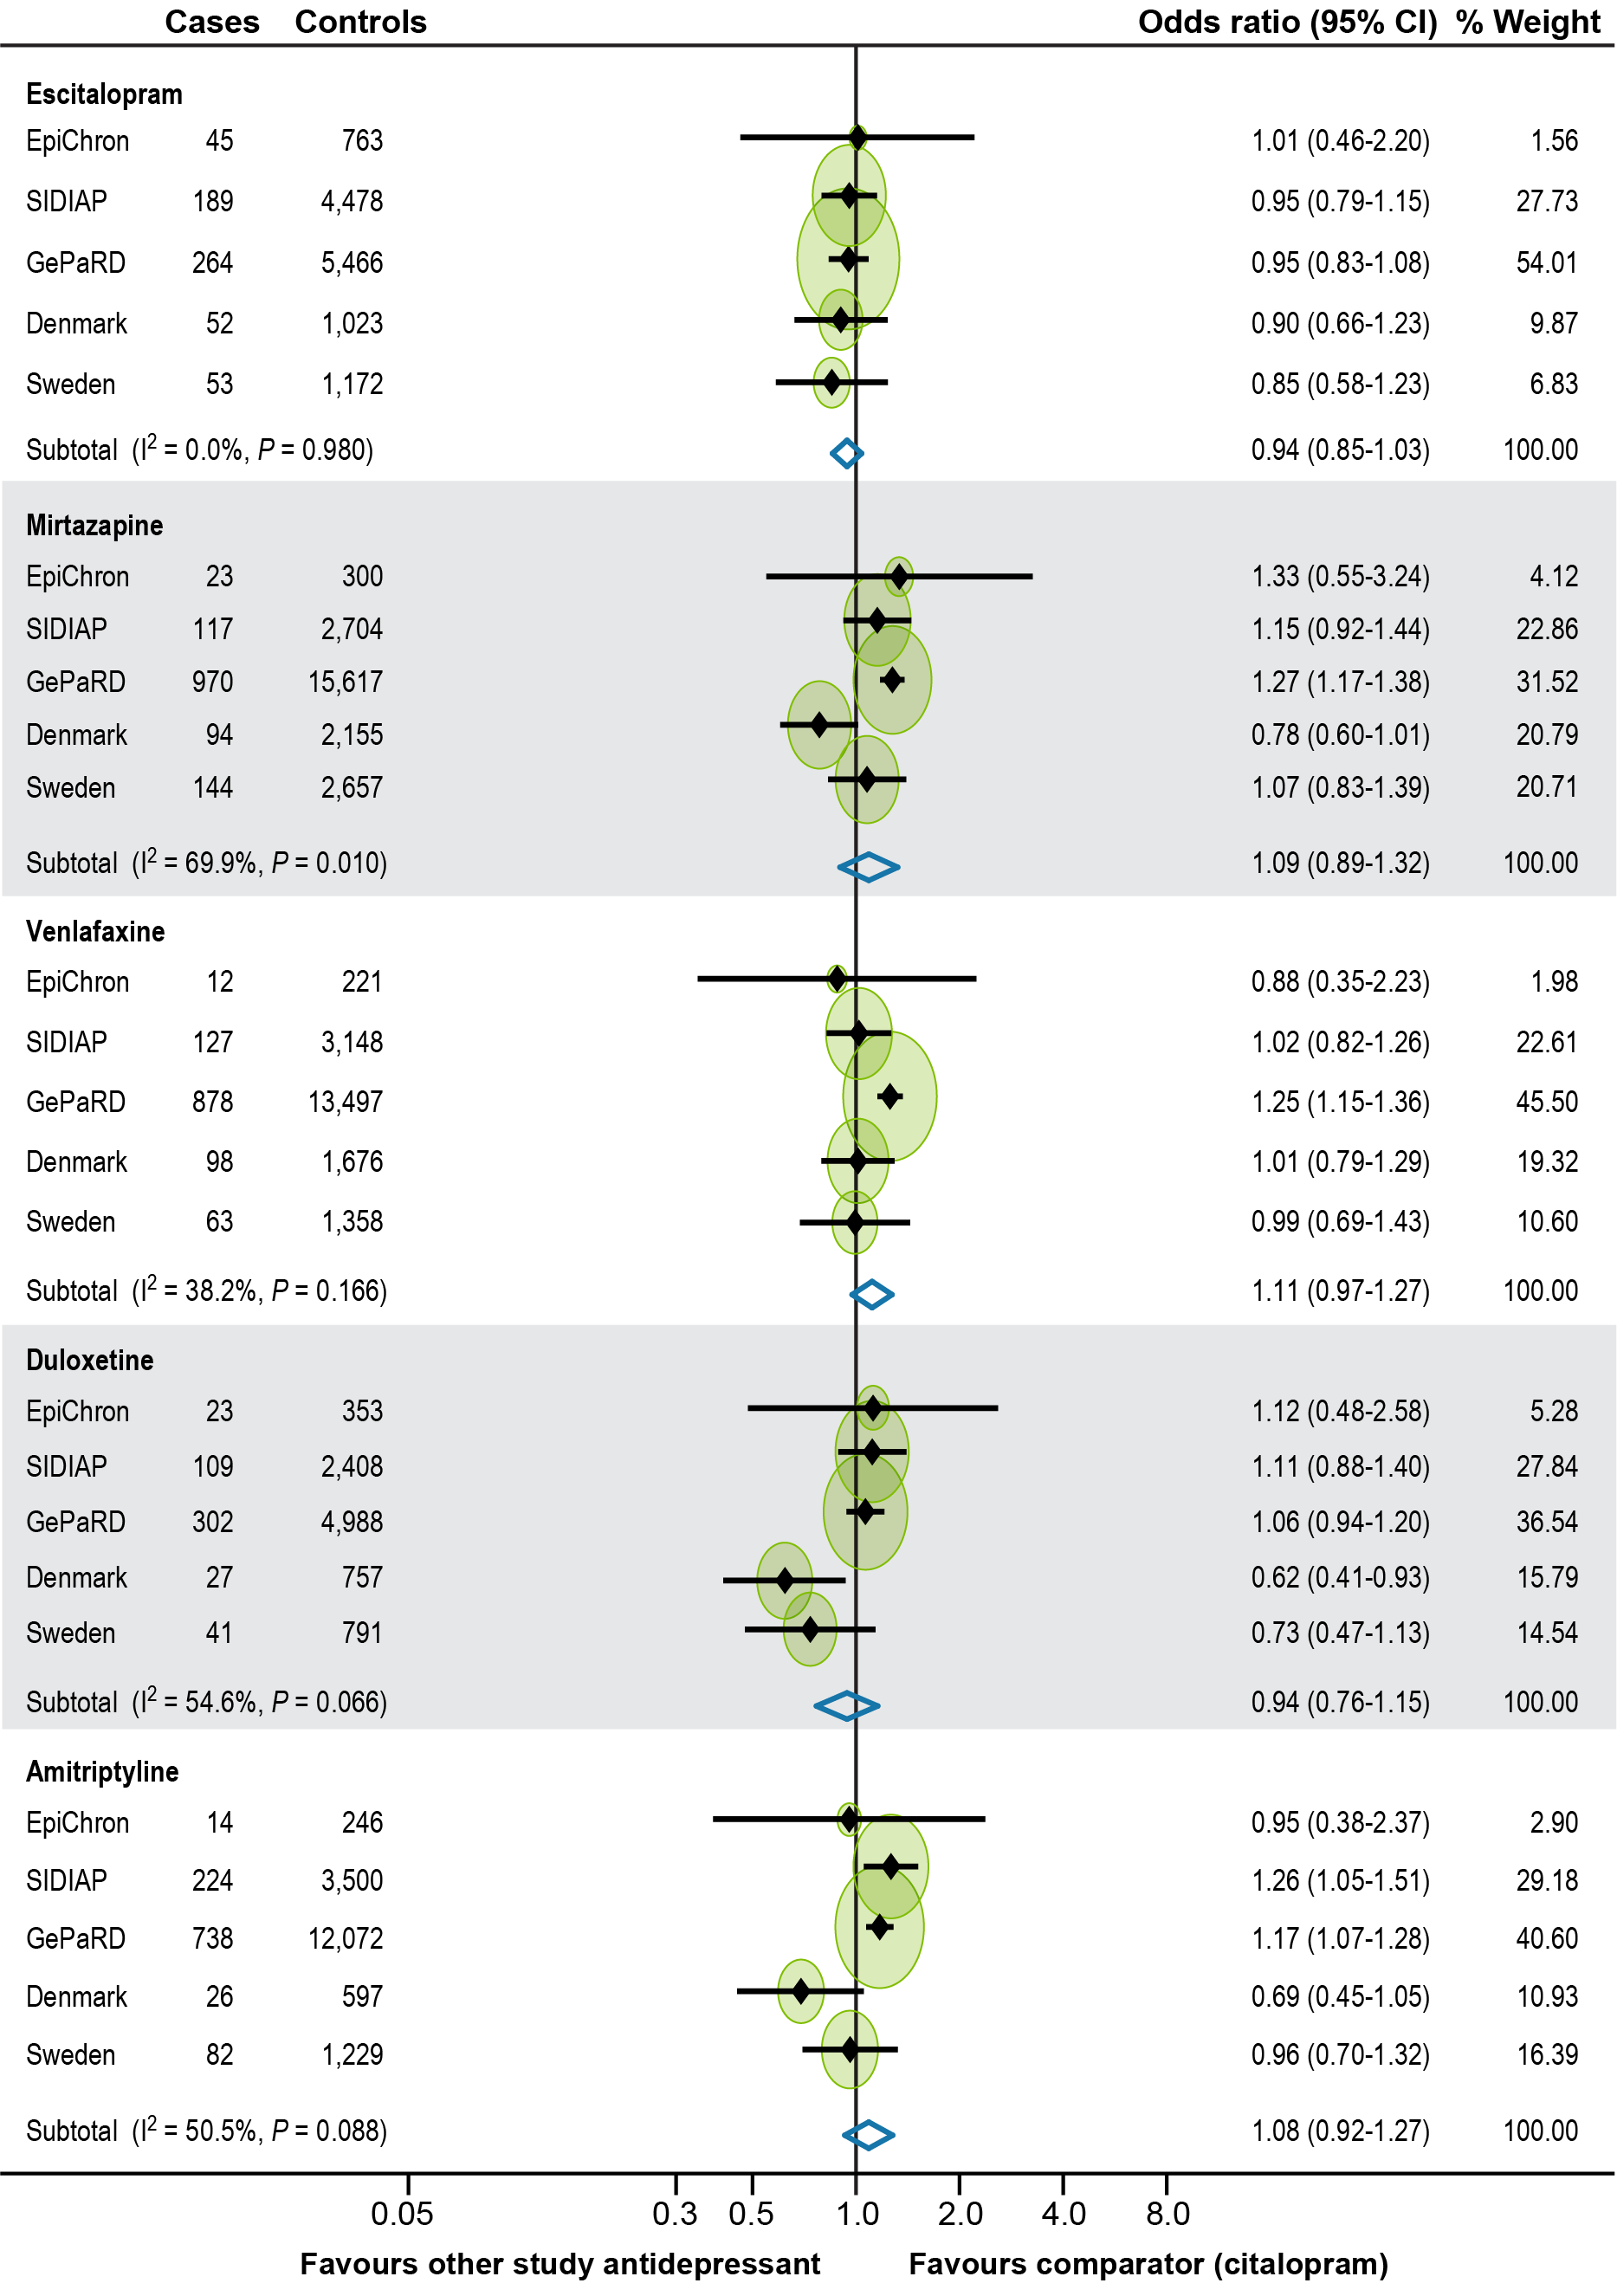 Cases Controls Odds ratio (95% CI) % Weight
Escitalopram
EpiChron 45 763 1.01 (0.46-2.20) 1.56
SIDIAP 189 4,478 0.95 (0.79-1.15) 27.73
GePaRD 264 5,466 0.95 (0.83-1.08) 54.01
Denmark 52 1,023 0.90 (0.66-1.23) 9.87
Sweden 53 1,172 0.85 (0.58-1.23) 6.83
Subtotal (I² = 0.0%, P = 0.980) 0.94 (0.85-1.03) 100.00
Mirtazapine
EpiChron 23 300 1.33 (0.55-3.24) 4.12
SIDIAP 117 2,704 1.15 (0.92-1.44) 22.86
GePaRD 970 15,617 1.27 (1.17-1.38) 31.52
Denmark 94 2,155 0.78 (0.60-1.01) 20.79
Sweden 144 2,657 1.07 (0.83-1.39) 20.71
Subtotal (I² = 69.9%, P = 0.010) 1.09 (0.89-1.32) 100.00
Venlafaxine
EpiChron 12 221 0.88 (0.35-2.23) 1.98
SIDIAP 127 3,148 1.02 (0.82-1.26) 22.61
GePaRD 878 13,497 1.25 (1.15-1.36) 45.50
Denmark 98 1,676 1.01 (0.79-1.29) 19.32
Sweden 63 1,358 0.99 (0.69-1.43) 10.60
Subtotal (I² = 38.2%, P = 0.166) 1.11 (0.97-1.27) 100.00
Duloxetine
EpiChron 23 353 1.12 (0.48-2.58) 5.28
SIDIAP 109 2,408 1.11 (0.88-1.40) 27.84
GePaRD 302 4,988 1.06 (0.94-1.20) 36.54
Denmark 27 757 0.62 (0.41-0.93) 15.79
Sweden 41 791 0.73 (0.47-1.13) 14.54
Subtotal (I² = 54.6%, P = 0.066) 0.94 (0.76-1.15) 100.00
Amitriptyline
EpiChron 14 246 0.95 (0.38-2.37) 2.90
SIDIAP 224 3,500 1.26 (1.05-1.51) 29.18
GePaRD 738 12,072 1.17 (1.07-1.28) 40.60
Denmark 26 597 0.69 (0.45-1.05) 10.93
Sweden 82 1,229 0.96 (0.70-1.32) 16.39
Subtotal (I² = 50.5%, P = 0.088) 1.08 (0.92-1.27) 100.00
0.05 0.3 0.5 1.0 2.0 4.0 8.0
Favours other study antidepressant Favours comparator (citalopram)